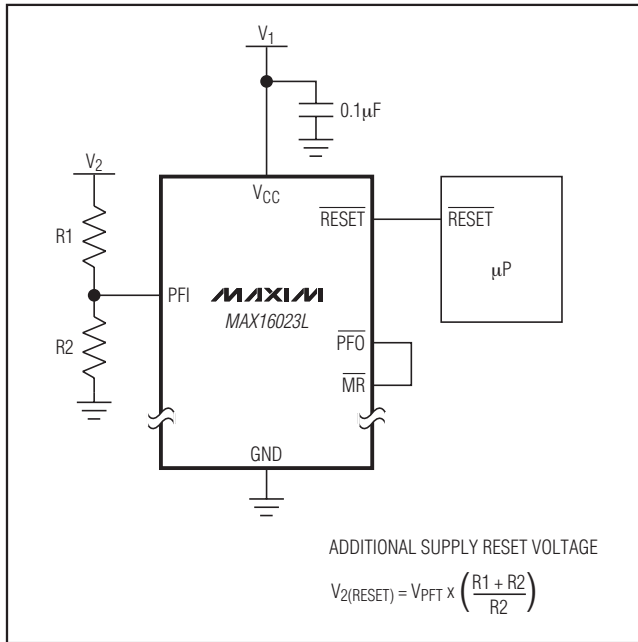 V1
0.1µF
V2
VCC
RESET
RESET
R1
µP
PFI
MAXIM
MAX16023L
R2
PFO
MR
GND
ADDITIONAL SUPPLY RESET VOLTAGE
V2(RESET) = VPFT x (R1 + R2 / R2)